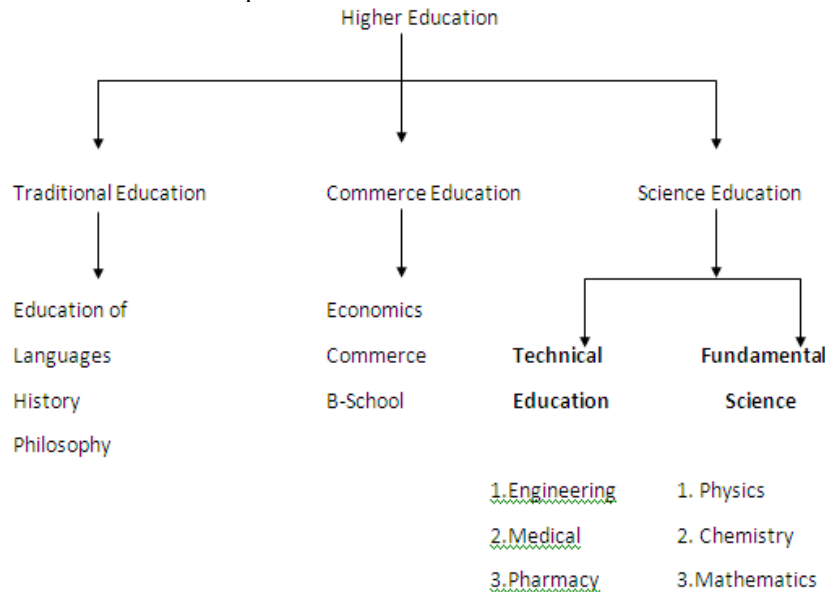 Higher Education
Traditional Education
Commerce Education
Science Education
Education of
Languages
History
Philosophy
Economics
Commerce
B-School
Technical
Education
1.Engineering
2.Medical
3.Pharmacy
Fundamental
Science
1. Physics
2. Chemistry
3.Mathematics